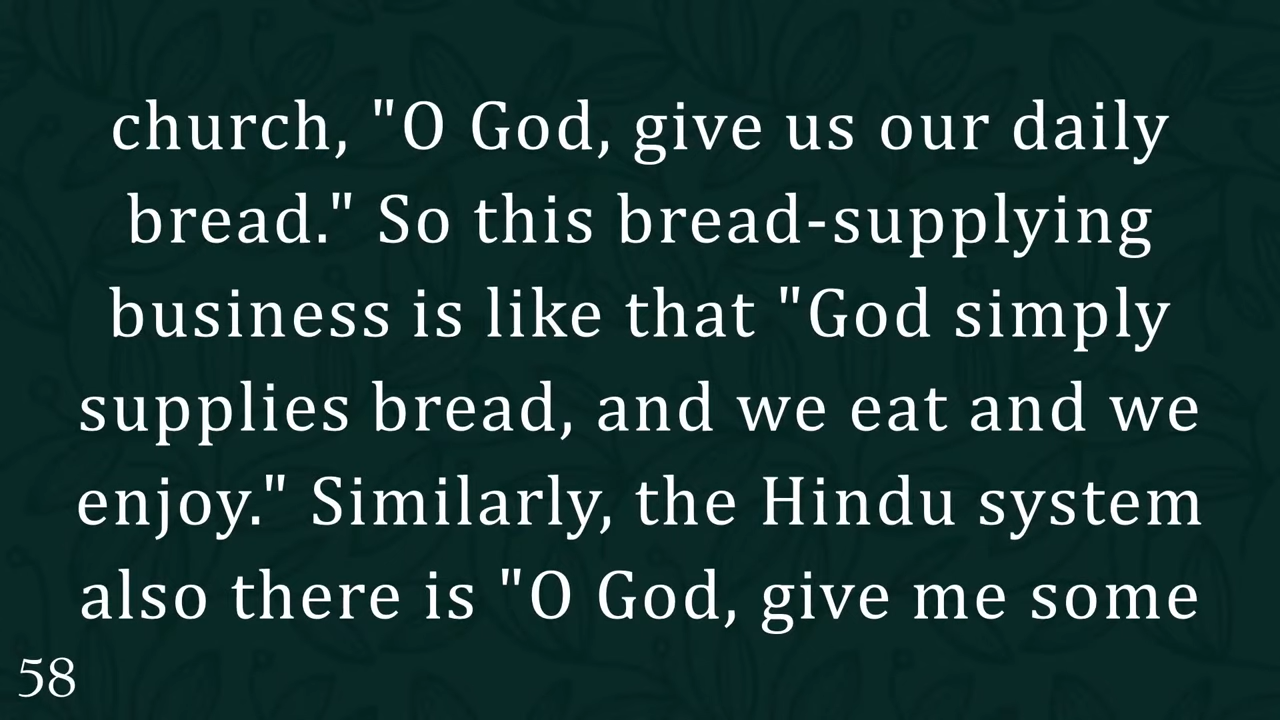 church, "O God, give us our daily
bread." So this bread-supplying
business is like that "God simply
supplies bread, and we eat and we
enjoy." Similarly, the Hindu system
also there is "O God, give me some
58